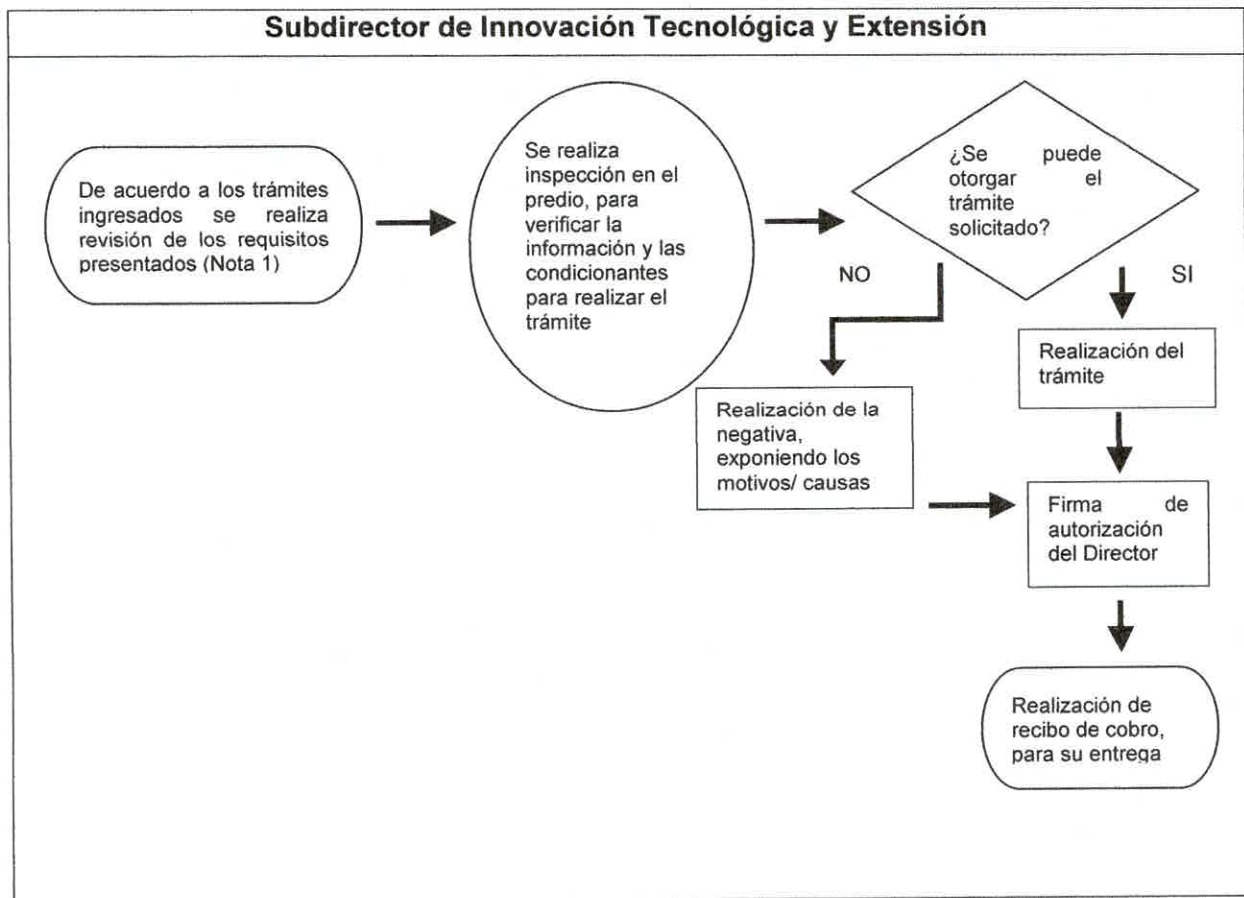 Subdirector de Innovación Tecnológica y Extensión
De acuerdo a los trámites
ingresados se realiza
revisión de los requisitos
presentados (Nota 1)
Se realiza
inspección en el
predio, para
verificar la
información y las
condicionantes
para realizar el
trámite
¿Se puede
otorgar el
trámite
solicitado?
NO
SI
Realización de la
negativa,
exponiendo los
motivos/ causas
Realización del
trámite
Firma de
autorización
del Director
Realización de
recibo de cobro,
para su entrega